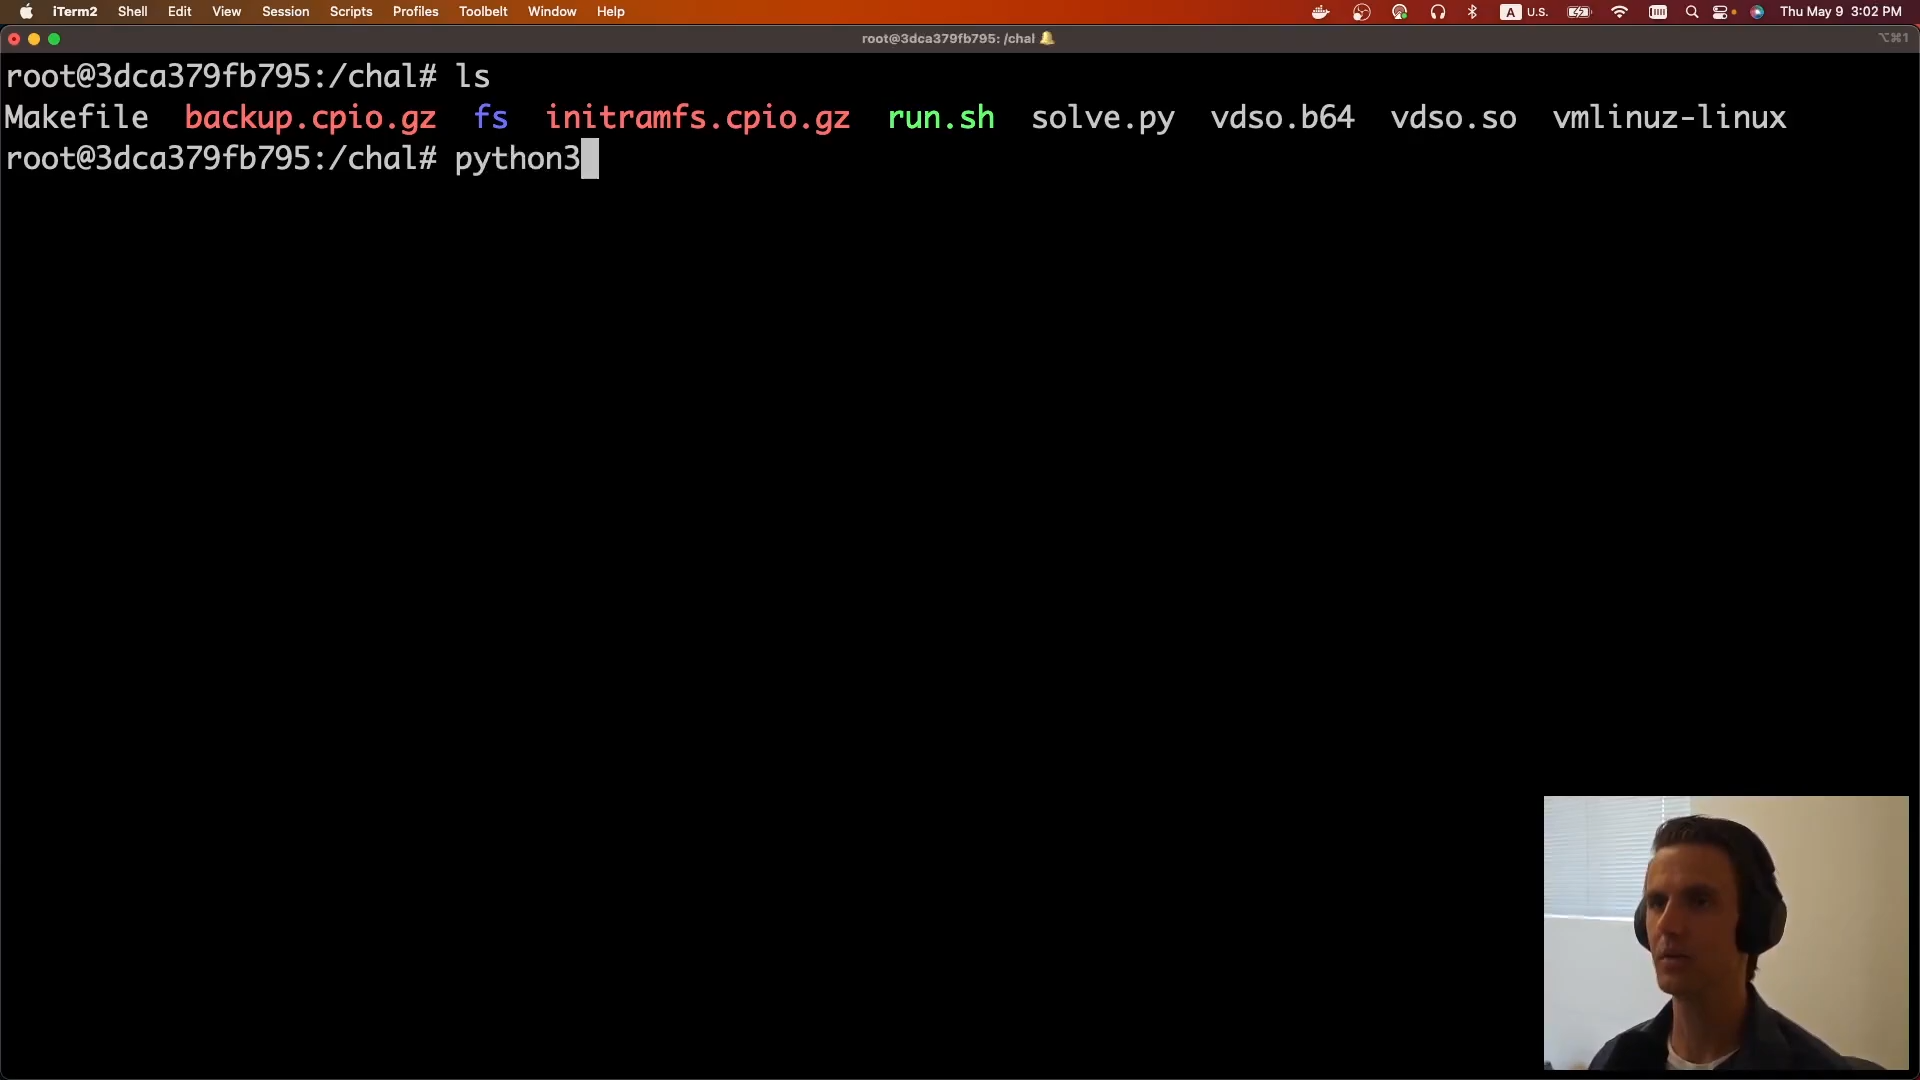 iTerm2 Shell Edit View Session Scripts Profiles Toolbelt Window Help A U.S. Thu May 9 3:02 PM
root@3dca379fb795: /chal ⌥⌘1
root@3dca379fb795:/chal# ls
Makefile backup.cpio.gz fs initramfs.cpio.gz run.sh solve.py vdso.b64 vdso.so vmlinuz-linux
root@3dca379fb795:/chal# python3